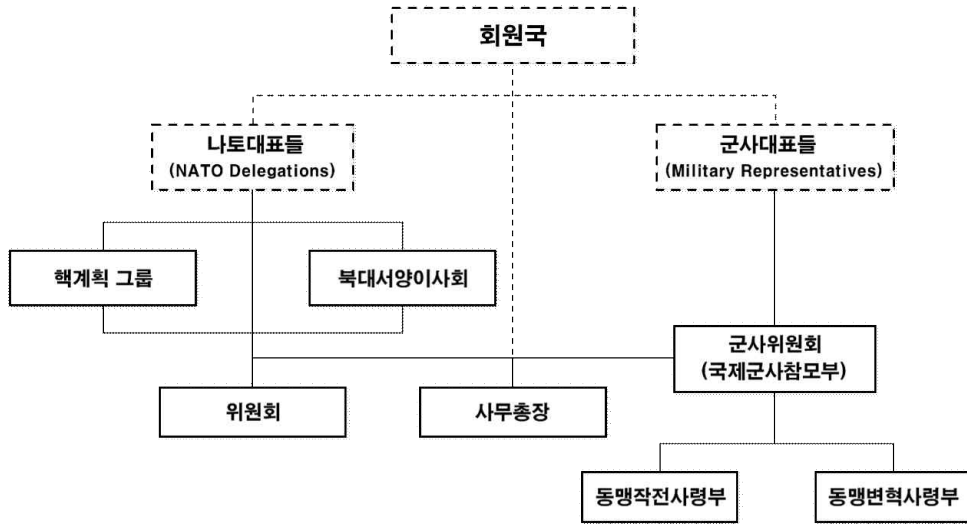 회원국
나토대표들
(NATO Delegations)
군사대표들
(Military Representatives)
핵계획 그룹
북대서양이사회
군사위원회
(국제군사참모부)
위원회
사무총장
동맹작전사령부
동맹변혁사령부